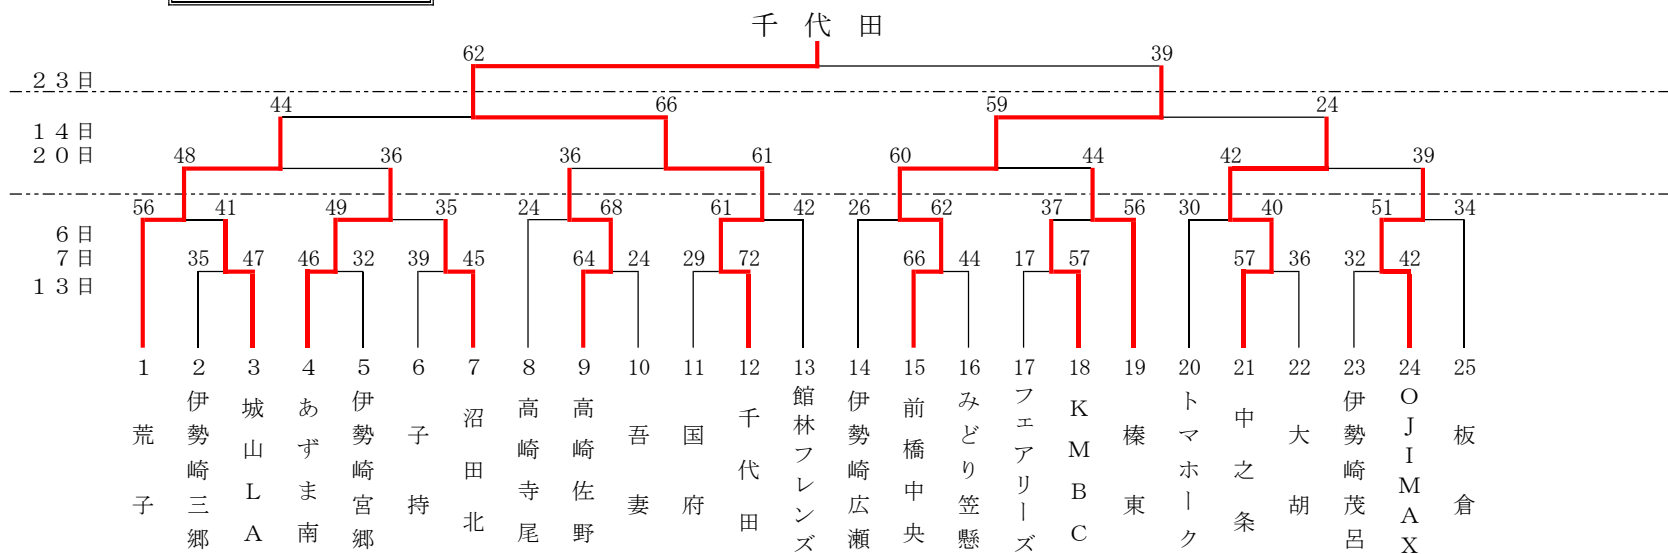 千代田
62 39
23日
44 66 59 24
14日
20日
48 36 36 61 60 44 42 39
56 41 49 35 24 68 61 42 26 62 37 56 30 40 51 34
6日
7日
35 47 46 32 39 45 64 24 29 72 66 44 17 57 57 36 32 42
13日
1 2 3 4 5 6 7 8 9 10 11 12 13 14 15 16 17 18 19 20 21 22 23 24 25
荒子
伊勢崎三郷
城山LA
あずま南
伊勢崎宮郷
子持
沼田北
高崎寺尾
高崎佐野
吾妻
国府
千代田
館林フレンズ
伊勢崎広瀬
前橋中央
みどり笠懸
フェアリーズ
KMBC
榛東
トマホーク
中之条
大胡
伊勢崎茂呂
OJIMAX
板倉